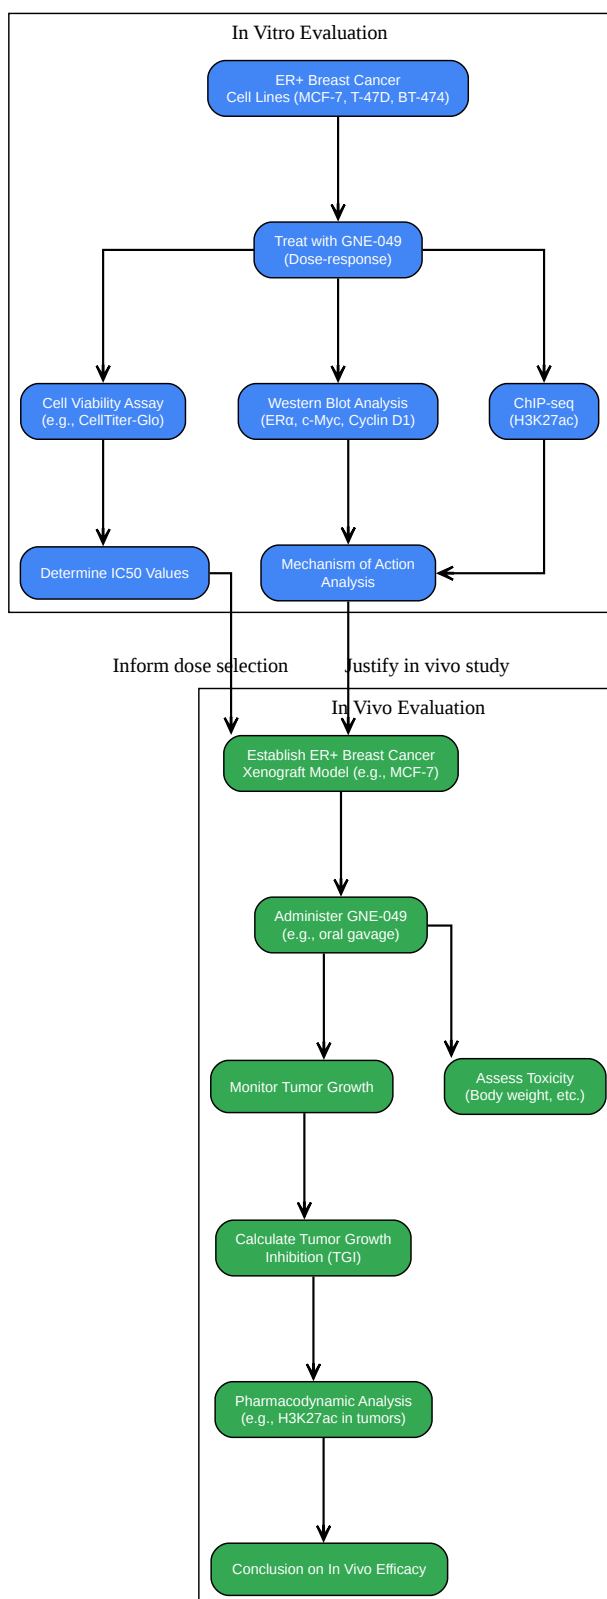 In Vitro Evaluation
ER+ Breast Cancer
Cell Lines (MCF-7, T-47D, BT-474)
Treat with GNE-049
(Dose-response)
Cell Viability Assay
(e.g., CellTiter-Glo)
Western Blot Analysis
(ERα, c-Myc, Cyclin D1)
ChIP-seq
(H3K27ac)
Determine IC50 Values
Mechanism of Action
Analysis
Inform dose selection
Justify in vivo study
In Vivo Evaluation
Establish ER+ Breast Cancer
Xenograft Model (e.g., MCF-7)
Administer GNE-049
(e.g., oral gavage)
Monitor Tumor Growth
Assess Toxicity
(Body weight, etc.)
Calculate Tumor Growth
Inhibition (TGI)
Pharmacodynamic Analysis
(e.g., H3K27ac in tumors)
Conclusion on In Vivo Efficacy